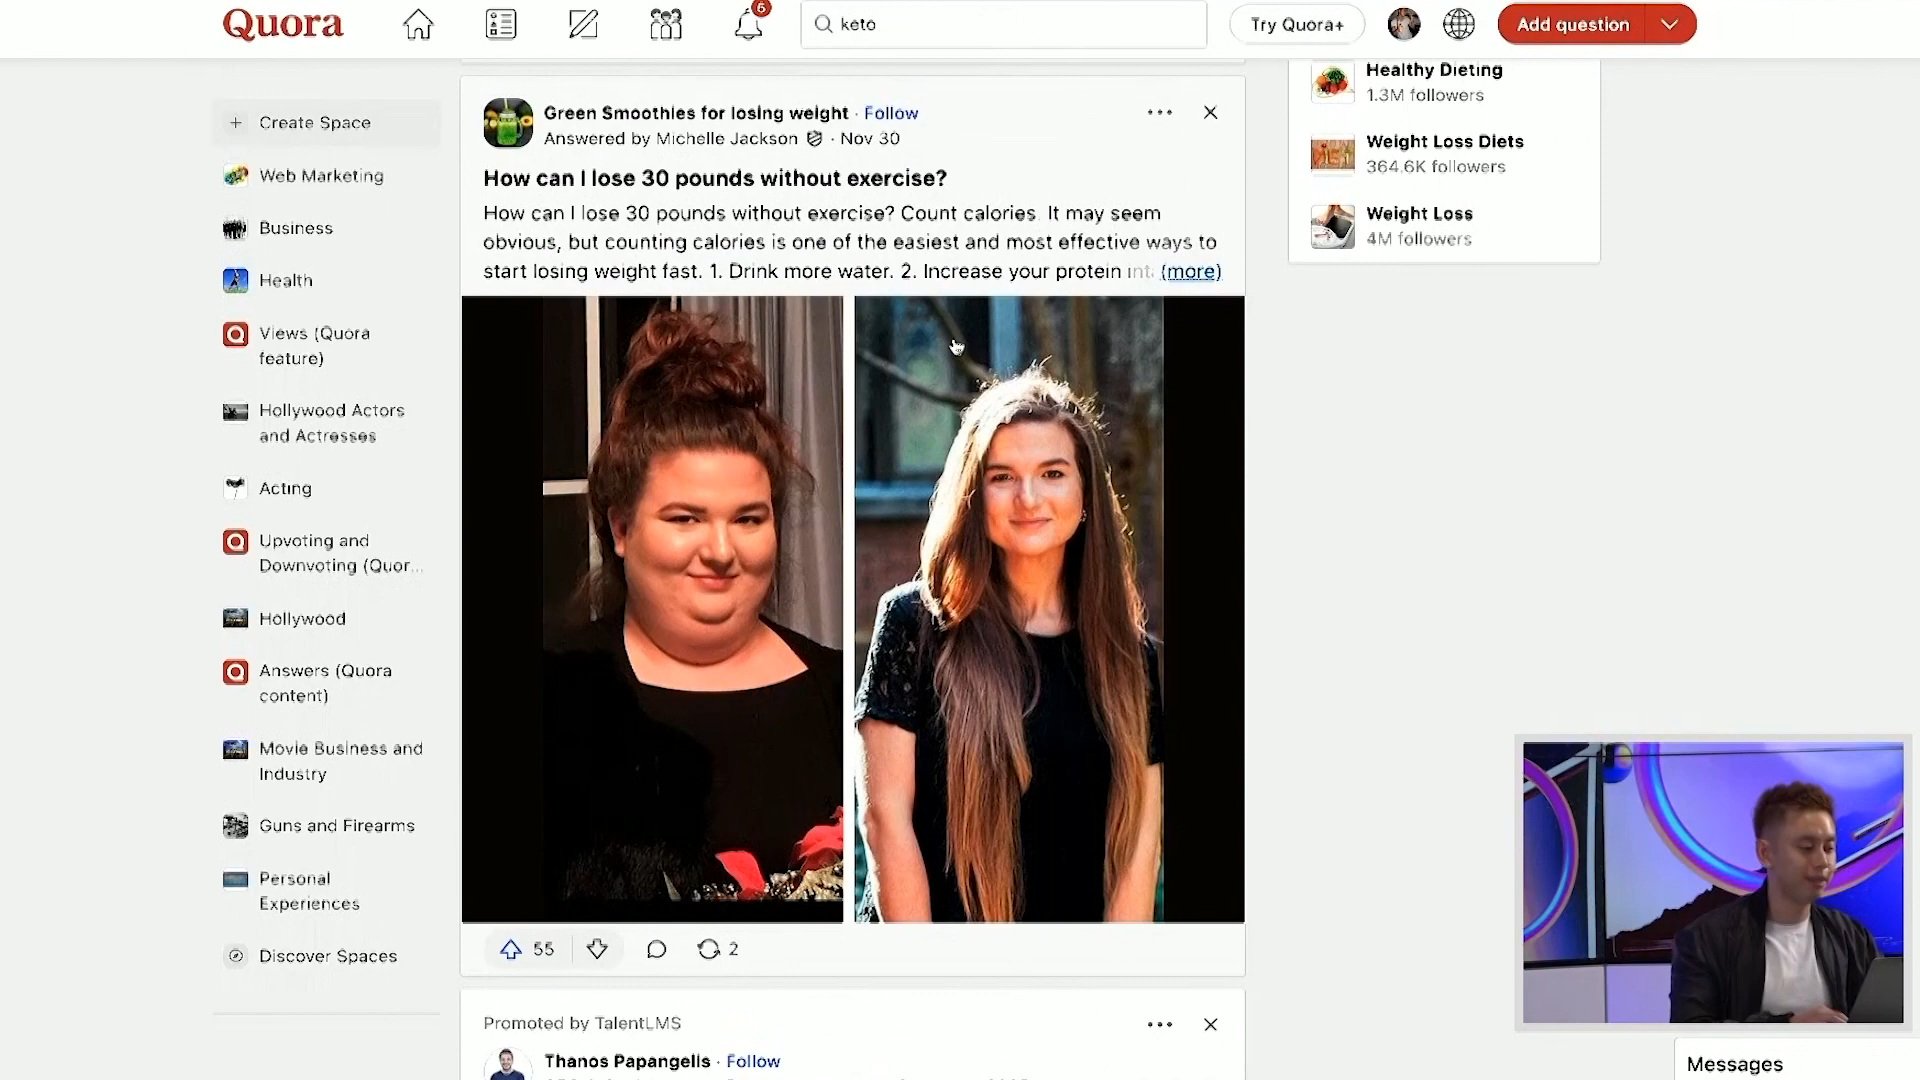 Quora
6
keto
Try Quora+
Add question
Create Space
Web Marketing
Business
Health
Views (Quora
feature)
Hollywood Actors
and Actresses
Acting
Upvoting and
Downvoting (Quor...
Hollywood
Answers (Quora
content)
Movie Business and
Industry
Guns and Firearms
Personal
Experiences
Discover Spaces
Green Smoothies for losing weight · Follow
Answered by Michelle Jackson · Nov 30
How can I lose 30 pounds without exercise?
How can I lose 30 pounds without exercise? Count calories. It may seem
obvious, but counting calories is one of the easiest and most effective ways to
start losing weight fast. 1. Drink more water. 2. Increase your protein (more)
55
2
Promoted by TalentLMS
Thanos Papangelis · Follow
Healthy Dieting
1.3M followers
Weight Loss Diets
364.6K followers
Weight Loss
4M followers
Messages